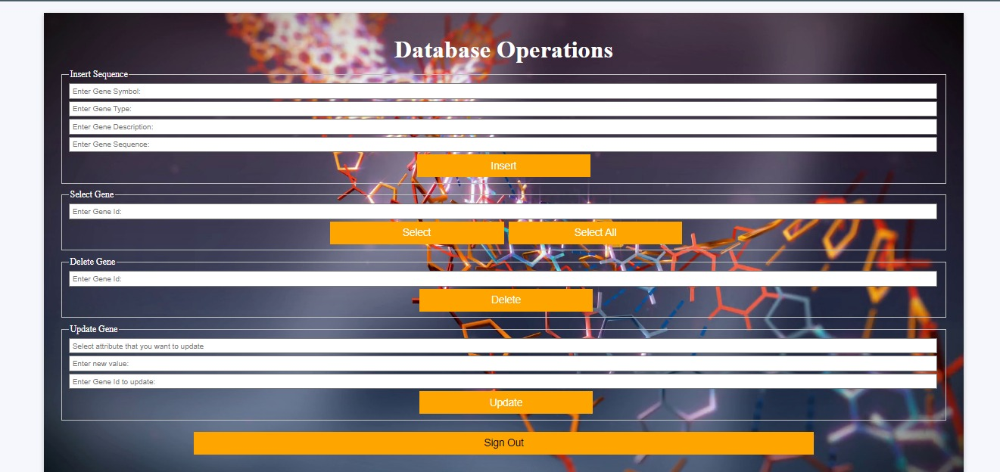 Database Operations
Insert Sequence
Enter Gene Symbol:
Enter Gene Type:
Enter Gene Description:
Enter Gene Sequence:
Insert
Select Gene
Enter Gene Id:
Select Select All
Delete Gene
Enter Gene Id:
Delete
Update Gene
Select attribute that you want to update
Enter new value:
Enter Gene Id to update:
Update
Sign Out